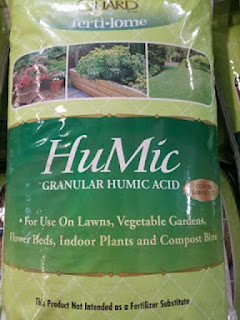 ferti·lome
HuMic
GRANULAR HUMIC ACID
• For Use On Lawns, Vegetable Gardens,
Flower Beds, Indoor Plants and Compost Bins
This Product Not Intended as a Fertilizer Substitute